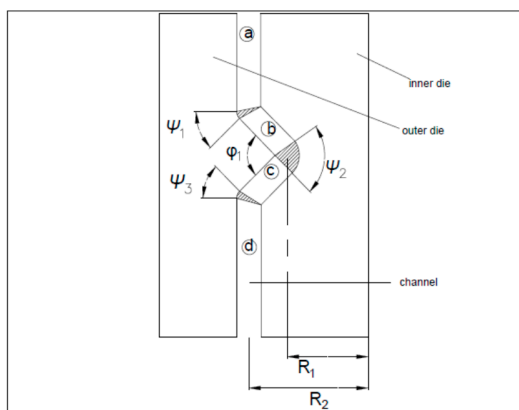 a
inner die
outer die
ψ1
b
φ1
ψ2
c
ψ3
d
channel
R1
R2